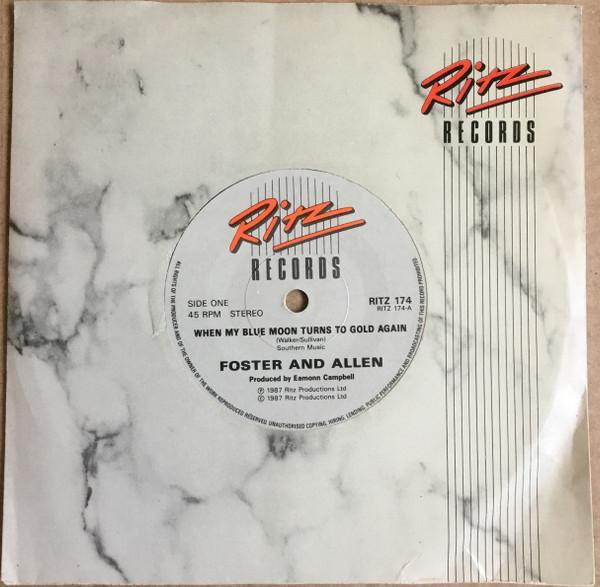 Ritz
RECORDS
Ritz
RECORDS
SIDE ONE
45 RPM STEREO
RITZ 174
RITZ 174-A
WHEN MY BLUE MOON TURNS TO GOLD AGAIN
(Walker/Sullivan)
Southern Music
FOSTER AND ALLEN
Produced by Eamonn Campbell
℗ 1987 Ritz Productions Ltd
© 1987 Ritz Productions Ltd
ALL RIGHTS OF THE PRODUCER AND OF THE OWNER OF THE WORK REPRODUCED RESERVED. UNAUTHORISED COPYING, HIRING, LENDING, PUBLIC PERFORMANCE AND BROADCASTING OF THIS RECORD PROHIBITED